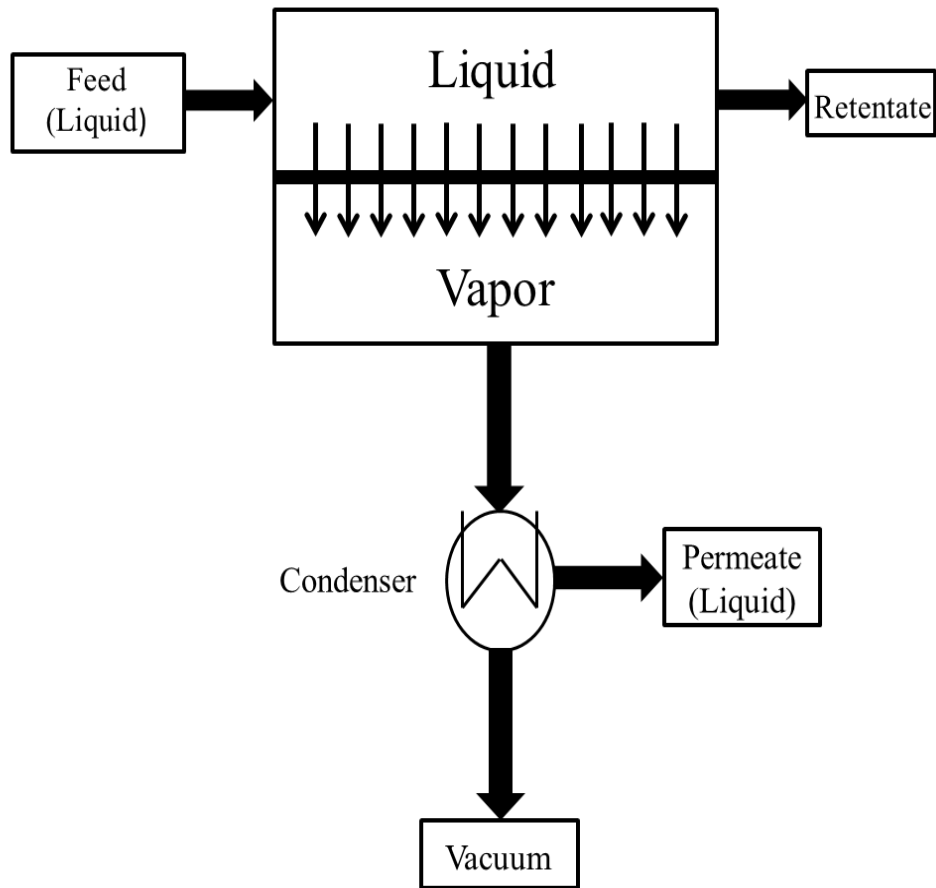 Feed
(Liquid)
Liquid
Retentate
Vapor
Condenser
Permeate
(Liquid)
Vacuum